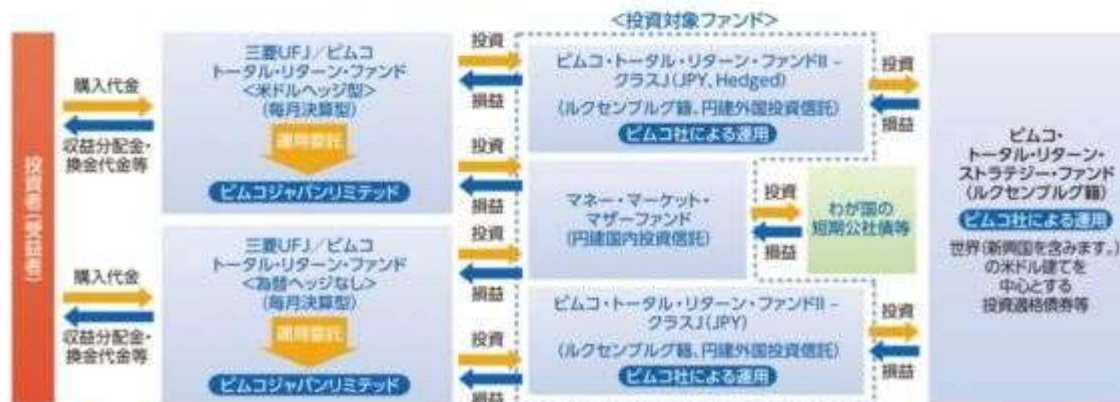 <投資対象ファンド>
投資者(受益者)
購入代金
収益分配金・
換金代金等
購入代金
収益分配金・
換金代金等
三菱UFJ/ピムコ
トータル・リターン・ファンド
<米ドルヘッジ型>
(毎月決算型)
運用委託
ピムコジャパンリミテッド
三菱UFJ/ピムコ
トータル・リターン・ファンド
<為替ヘッジなし>
(毎月決算型)
運用委託
ピムコジャパンリミテッド
投資
損益
投資
損益
投資
損益
投資
損益
ピムコ・トータル・リターン・ファンドII –
クラスJ(JPY、Hedged)
(ルクセンブルグ籍、円建外国投資信託)
ピムコ社による運用
マネー・マーケット・
マザーファンド
(円建国内投資信託)
投資
損益
わが国の
短期公社債等
ピムコ・トータル・リターン・ファンドII –
クラスJ(JPY)
(ルクセンブルグ籍、円建外国投資信託)
ピムコ社による運用
投資
損益
投資
損益
ピムコ・
トータル・リターン・
ストラテジー・ファンド
(ルクセンブルグ籍)
ピムコ社による運用
世界(新興国を含みます。)
の米ドル建てを
中心とする
投資適格債券等